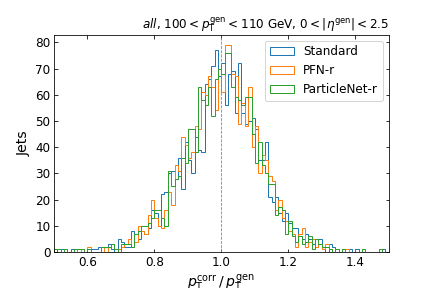 all, 100 < p_T^gen < 110 GeV, 0 < |η^gen| < 2.5
80
70
60
50
40
30
20
10
0
Jets
Standard
PFN-r
ParticleNet-r
0.6 0.8 1.0 1.2 1.4
p_T^corr / p_T^gen